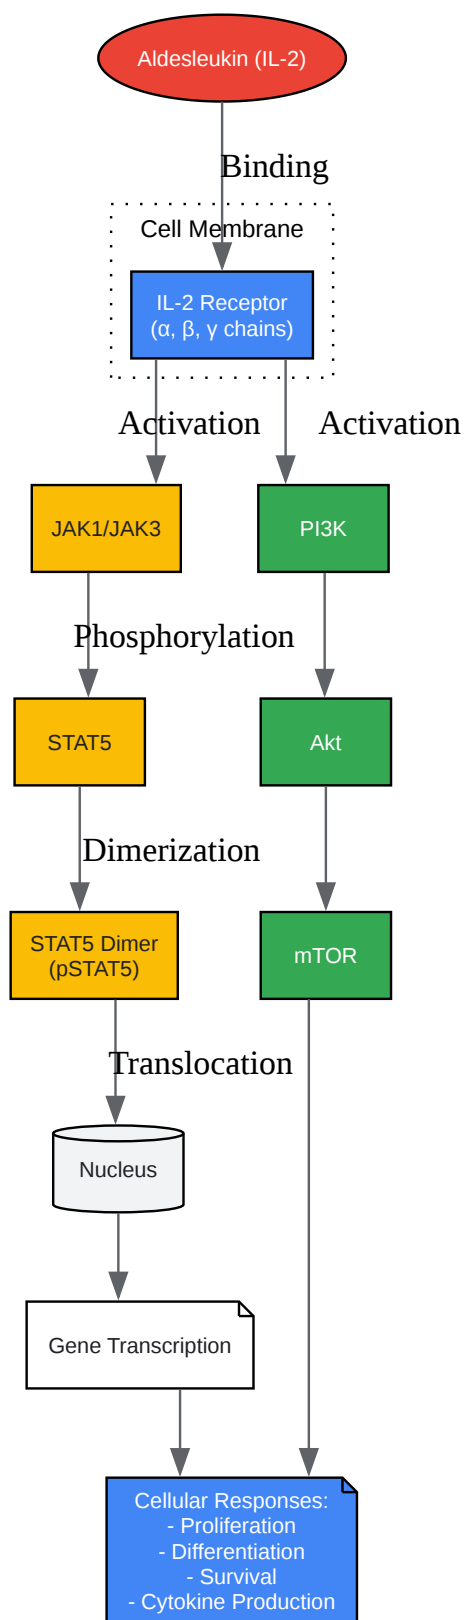 Aldesleukin (IL-2)
Binding
Cell Membrane
IL-2 Receptor
(α, β, γ chains)
Activation
Activation
JAK1/JAK3
PI3K
Phosphorylation
STAT5
Akt
Dimerization
STAT5 Dimer
(pSTAT5)
mTOR
Translocation
Nucleus
Gene Transcription
Cellular Responses:
- Proliferation
- Differentiation
- Survival
- Cytokine Production